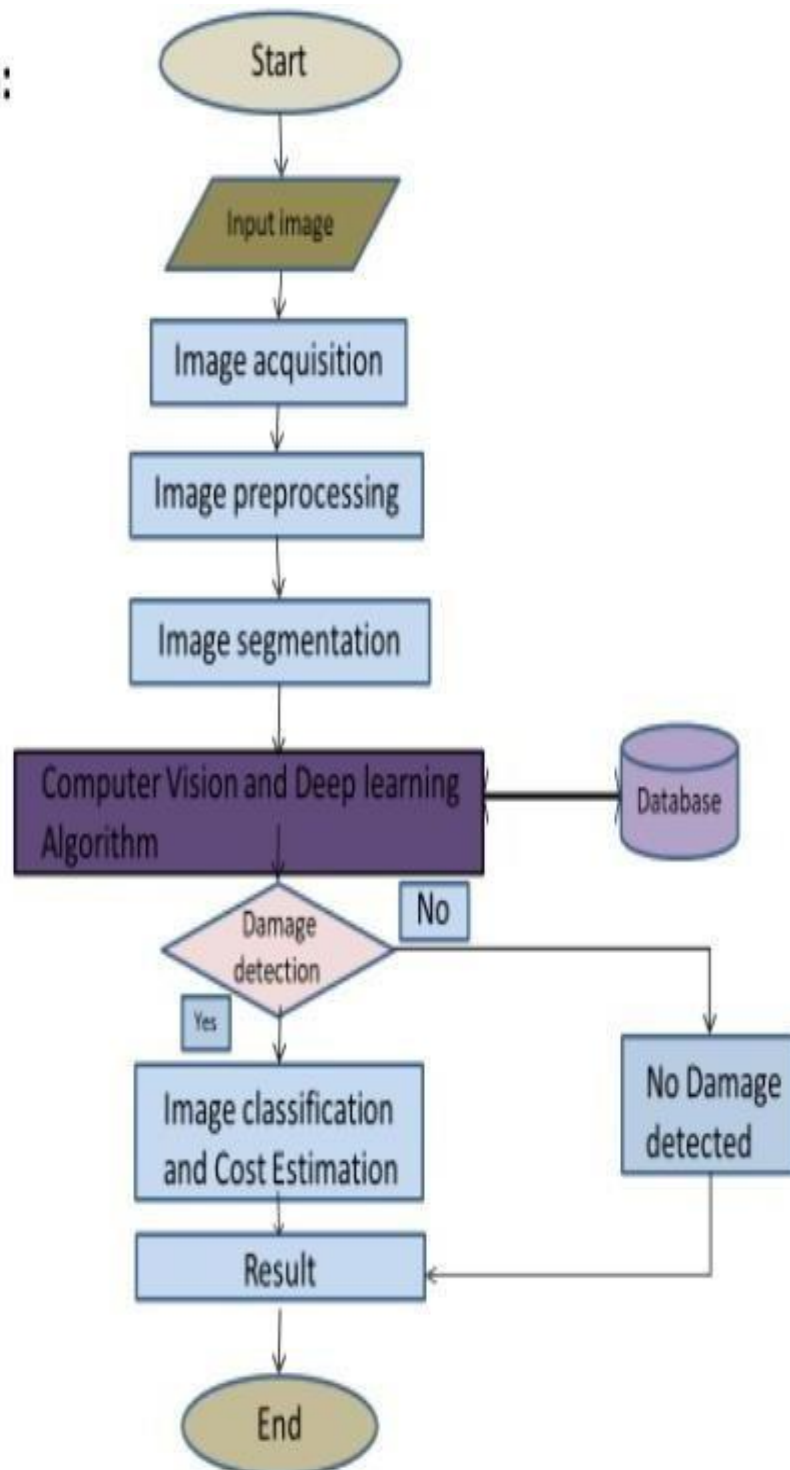 :
Start
Input image
Image acquisition
Image preprocessing
Image segmentation
Computer Vision and Deep learning
Algorithm
Database
Damage
detection
No
Yes
Image classification
and Cost Estimation
No Damage
detected
Result
End